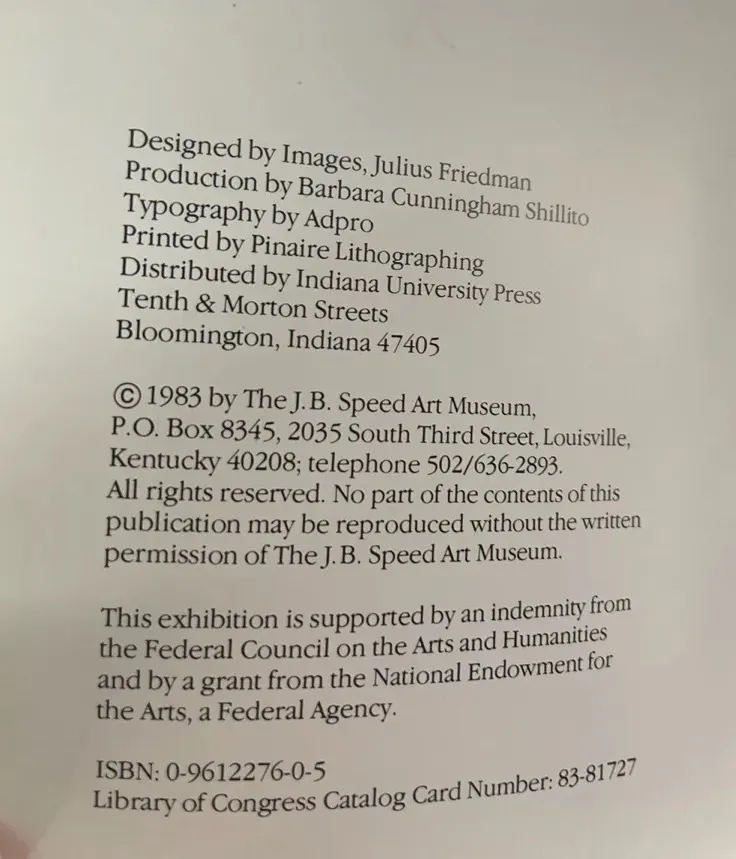 Designed by Images, Julius Friedman
Production by Barbara Cunningham Shillito
Typography by Adpro
Printed by Pinaire Lithographing
Distributed by Indiana University Press
Tenth & Morton Streets
Bloomington, Indiana 47405
© 1983 by The J.B. Speed Art Museum,
P.O. Box 8345, 2035 South Third Street, Louisville,
Kentucky 40208; telephone 502/636-2893.
All rights reserved. No part of the contents of this
publication may be reproduced without the written
permission of The J.B. Speed Art Museum.
This exhibition is supported by an indemnity from
the Federal Council on the Arts and Humanities
and by a grant from the National Endowment for
the Arts, a Federal Agency.
ISBN: 0-9612276-0-5
Library of Congress Catalog Card Number: 83-81727